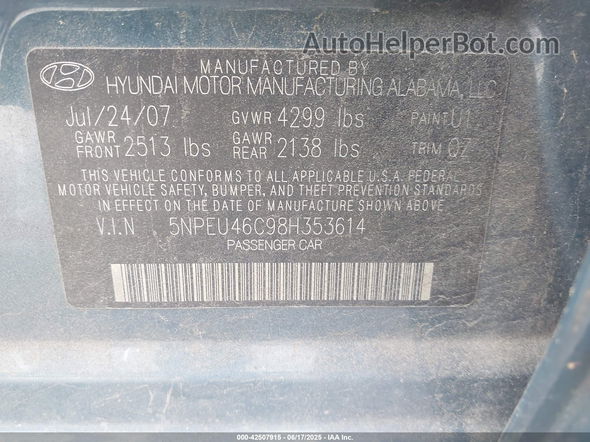 AutoHelperBot.com
MANUFACTURED BY
HYUNDAI MOTOR MANUFACTURING ALABAMA, LLC
Jul/24/07 GVWR 4299 lbs PAINT U1
GAWR FRONT 2513 lbs GAWR REAR 2138 lbs TRIM QZ
THIS VEHICLE CONFORMS TO ALL APPLICABLE U.S.A. FEDERAL
MOTOR VEHICLE SAFETY, BUMPER, AND THEFT PREVENTION STANDARDS
IN EFFECT ON THE DATE OF MANUFACTURE SHOWN ABOVE.
V.I.N 5NPEU46C98H353614
PASSENGER CAR
000-42507915 - 06/17/2025 - IAA Inc.